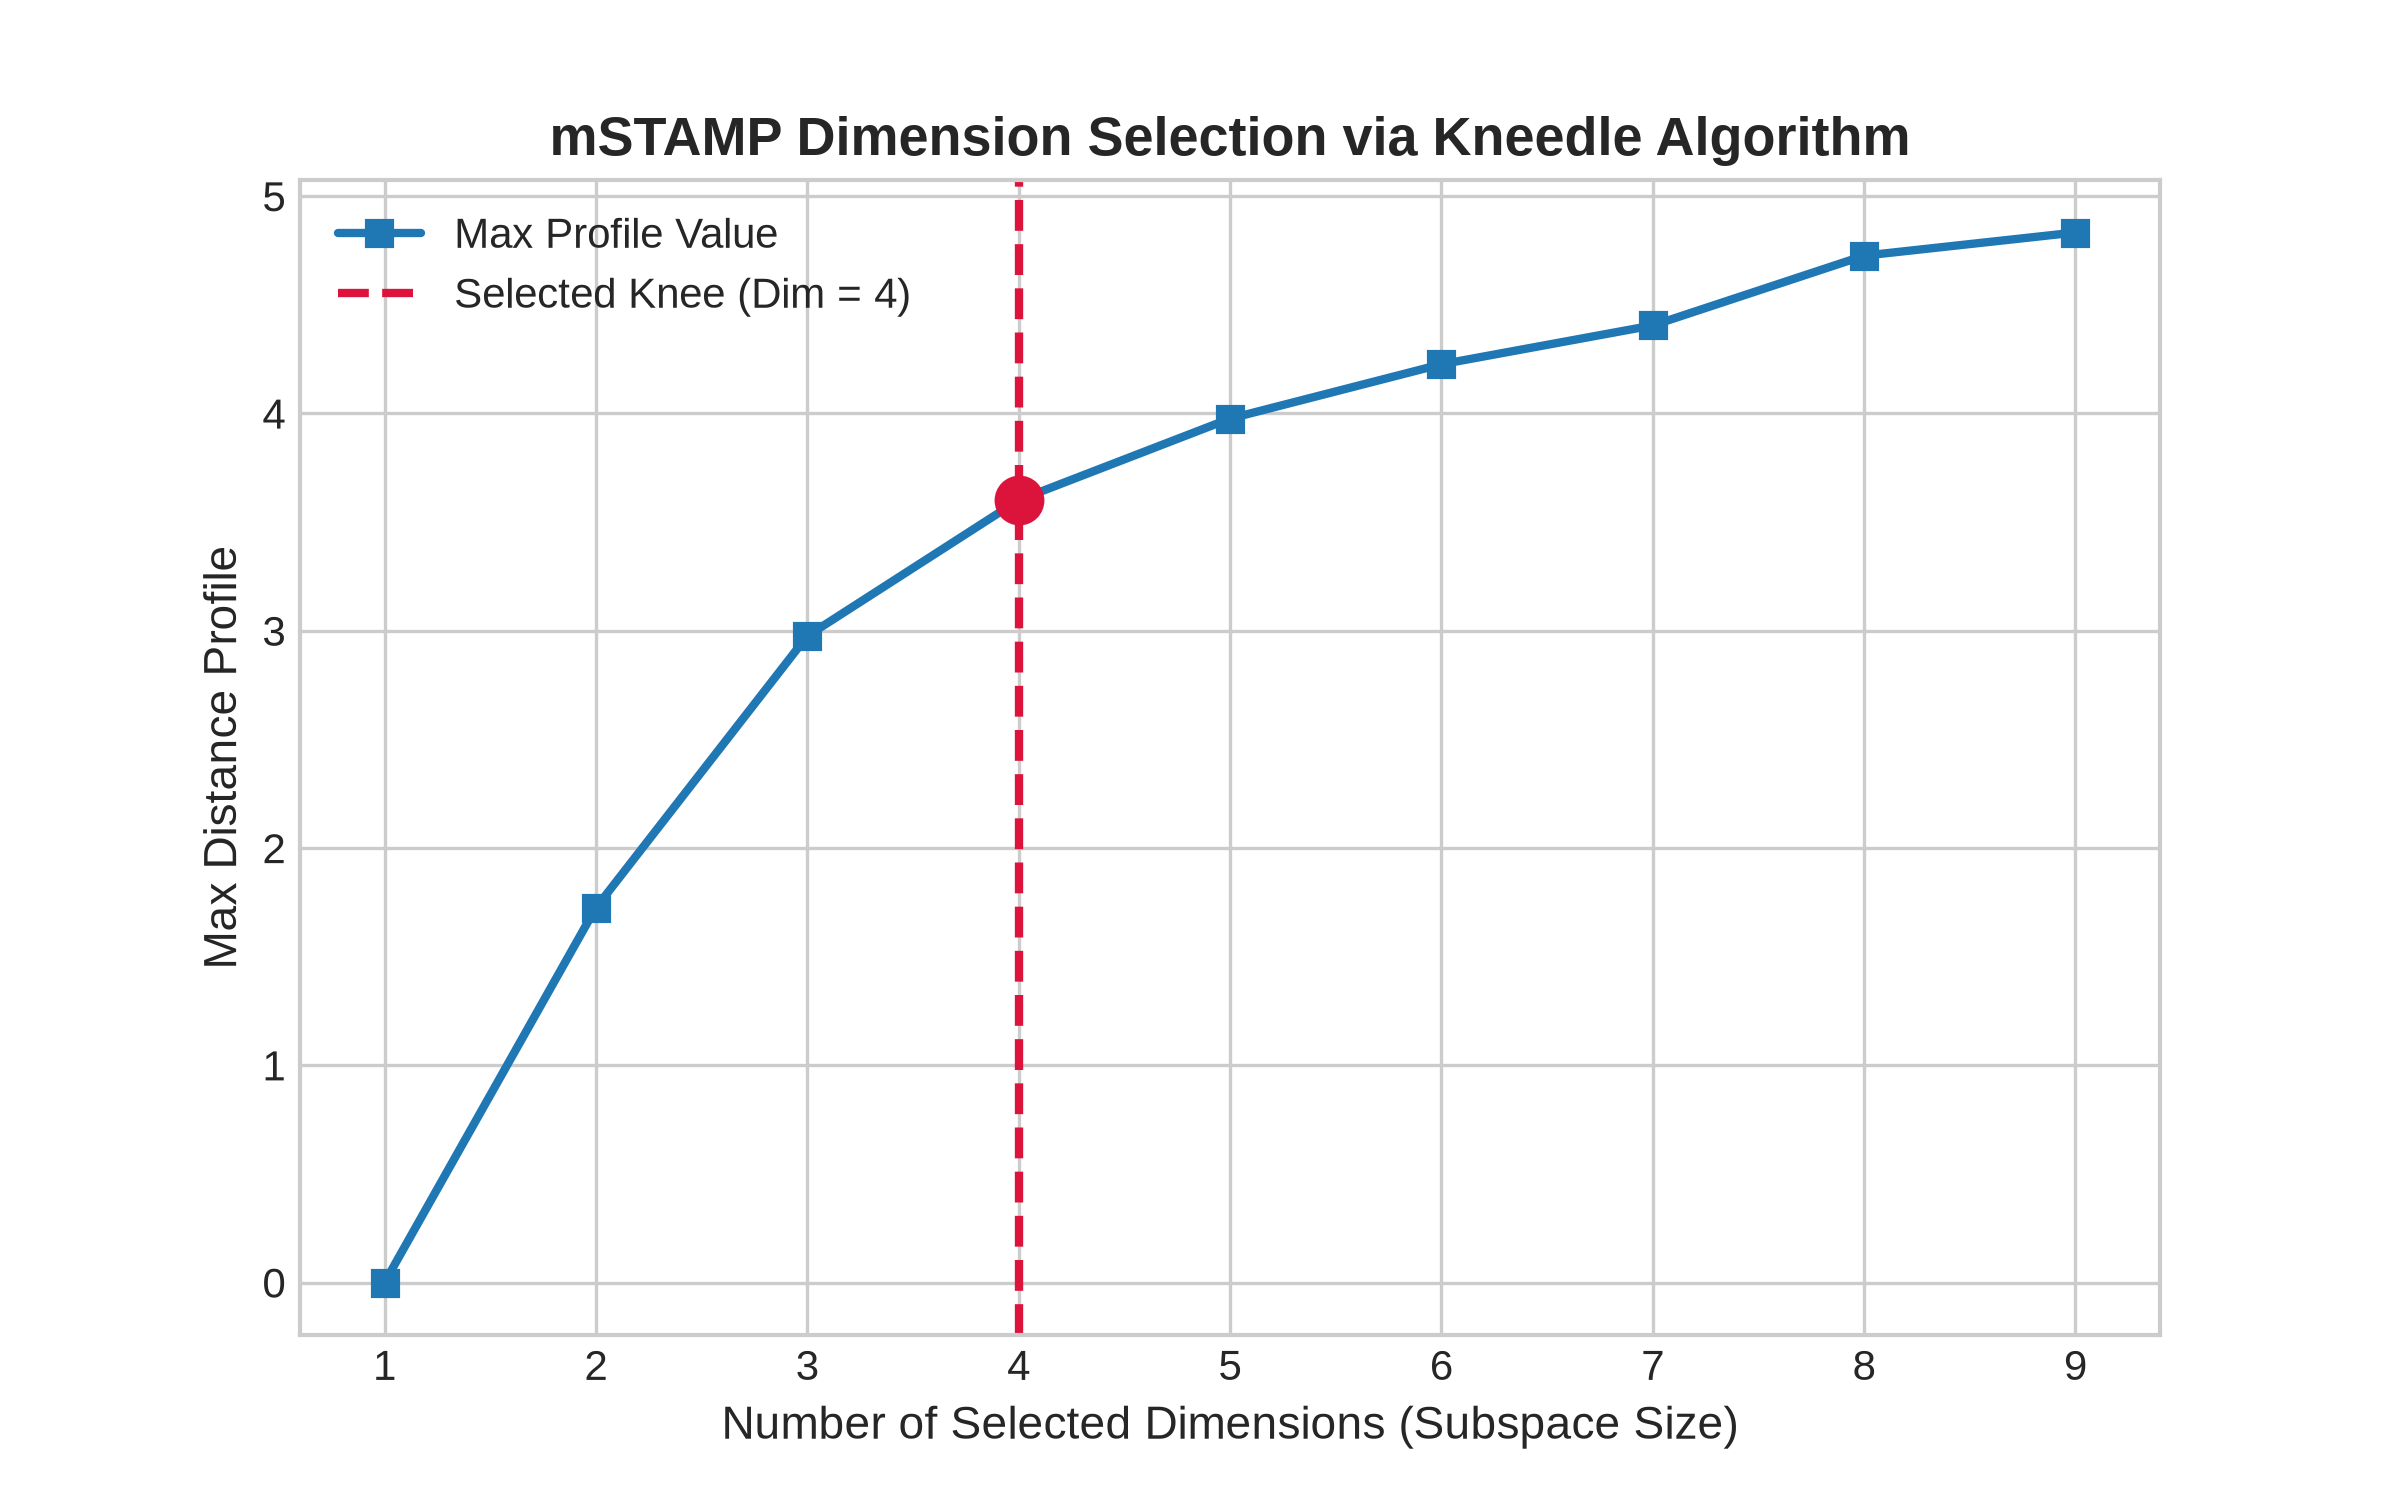 mSTAMP Dimension Selection via Kneedle Algorithm
Max Profile Value
Selected Knee (Dim = 4)
Max Distance Profile
5
4
3
2
1
0
1 2 3 4 5 6 7 8 9
Number of Selected Dimensions (Subspace Size)